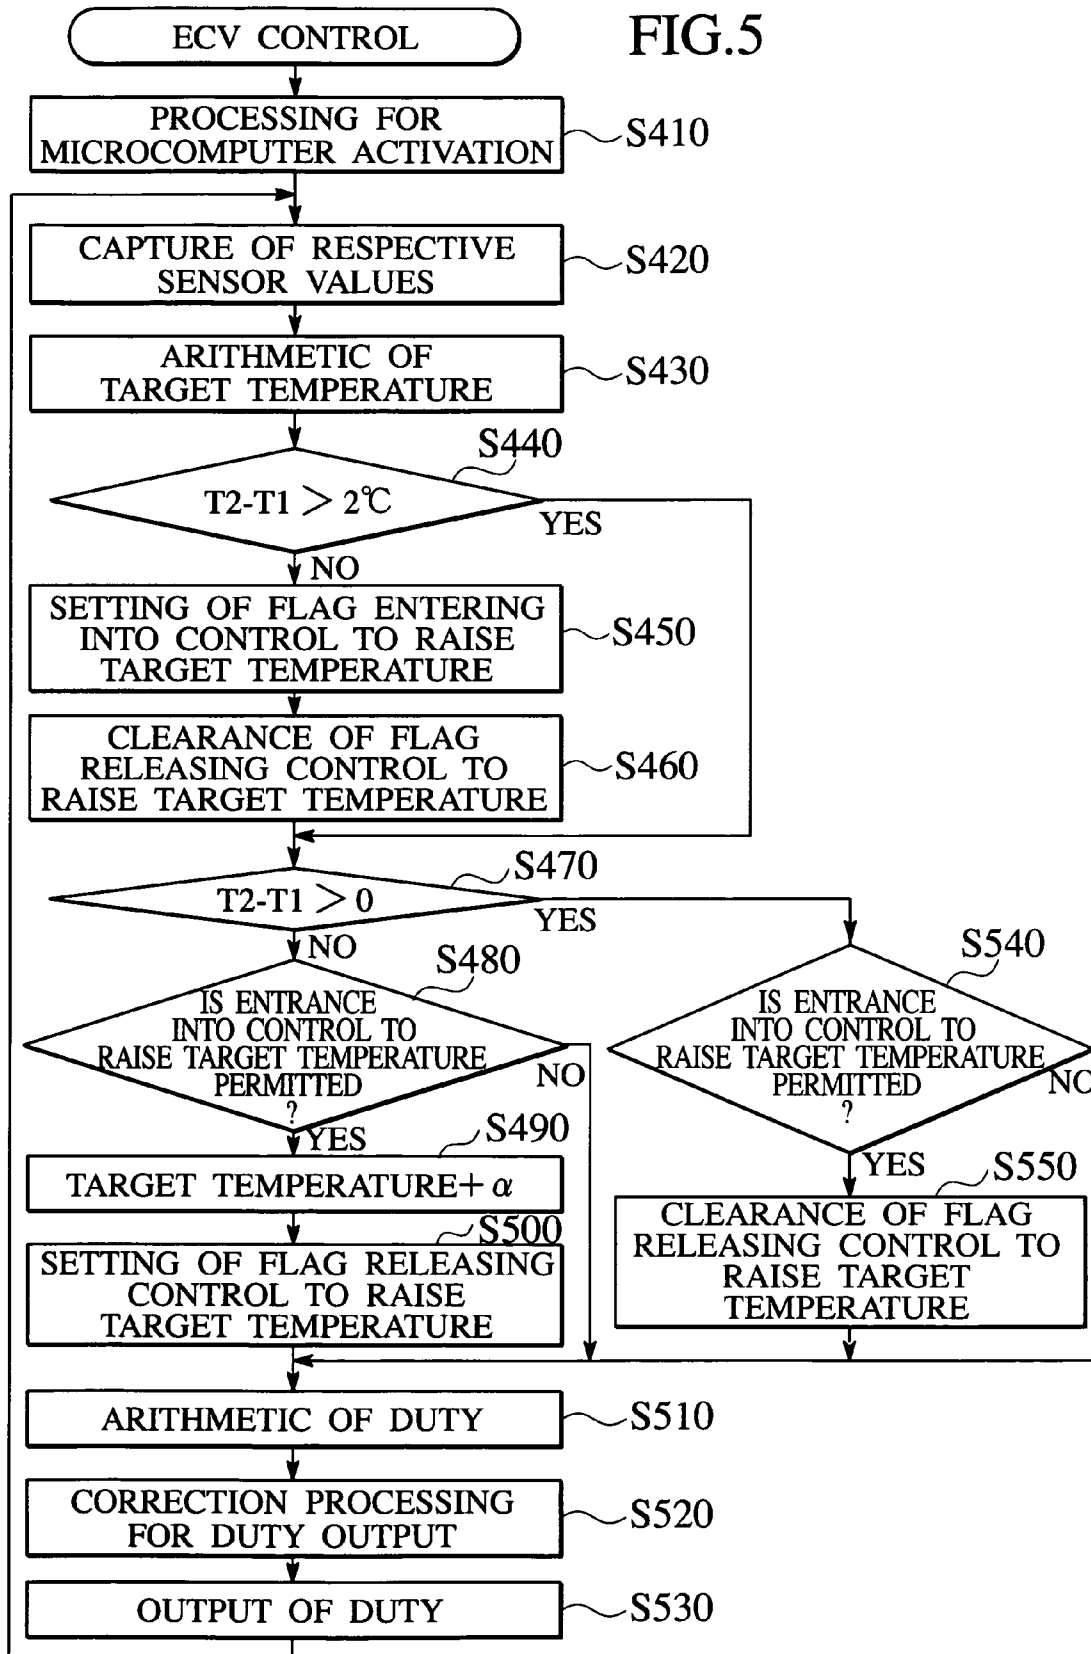 FIG.5
ECV CONTROL
PROCESSING FOR
MICROCOMPUTER ACTIVATION
S410
CAPTURE OF RESPECTIVE
SENSOR VALUES
S420
ARITHMETIC OF
TARGET TEMPERATURE
S430
S440
T2-T1 > 2℃
YES
NO
SETTING OF FLAG ENTERING
INTO CONTROL TO RAISE
TARGET TEMPERATURE
S450
CLEARANCE OF FLAG
RELEASING CONTROL TO
RAISE TARGET TEMPERATURE
S460
S470
T2-T1 > 0
YES
NO
S480
IS ENTRANCE
INTO CONTROL TO
RAISE TARGET TEMPERATURE
PERMITTED
?
NO
YES
S540
IS ENTRANCE
INTO CONTROL TO
RAISE TARGET TEMPERATURE
PERMITTED
?
NO
YES
S490
TARGET TEMPERATURE+α
S500
SETTING OF FLAG RELEASING
CONTROL TO RAISE
TARGET TEMPERATURE
S550
CLEARANCE OF FLAG
RELEASING CONTROL TO
RAISE TARGET
TEMPERATURE
ARITHMETIC OF DUTY
S510
CORRECTION PROCESSING
FOR DUTY OUTPUT
S520
OUTPUT OF DUTY
S530